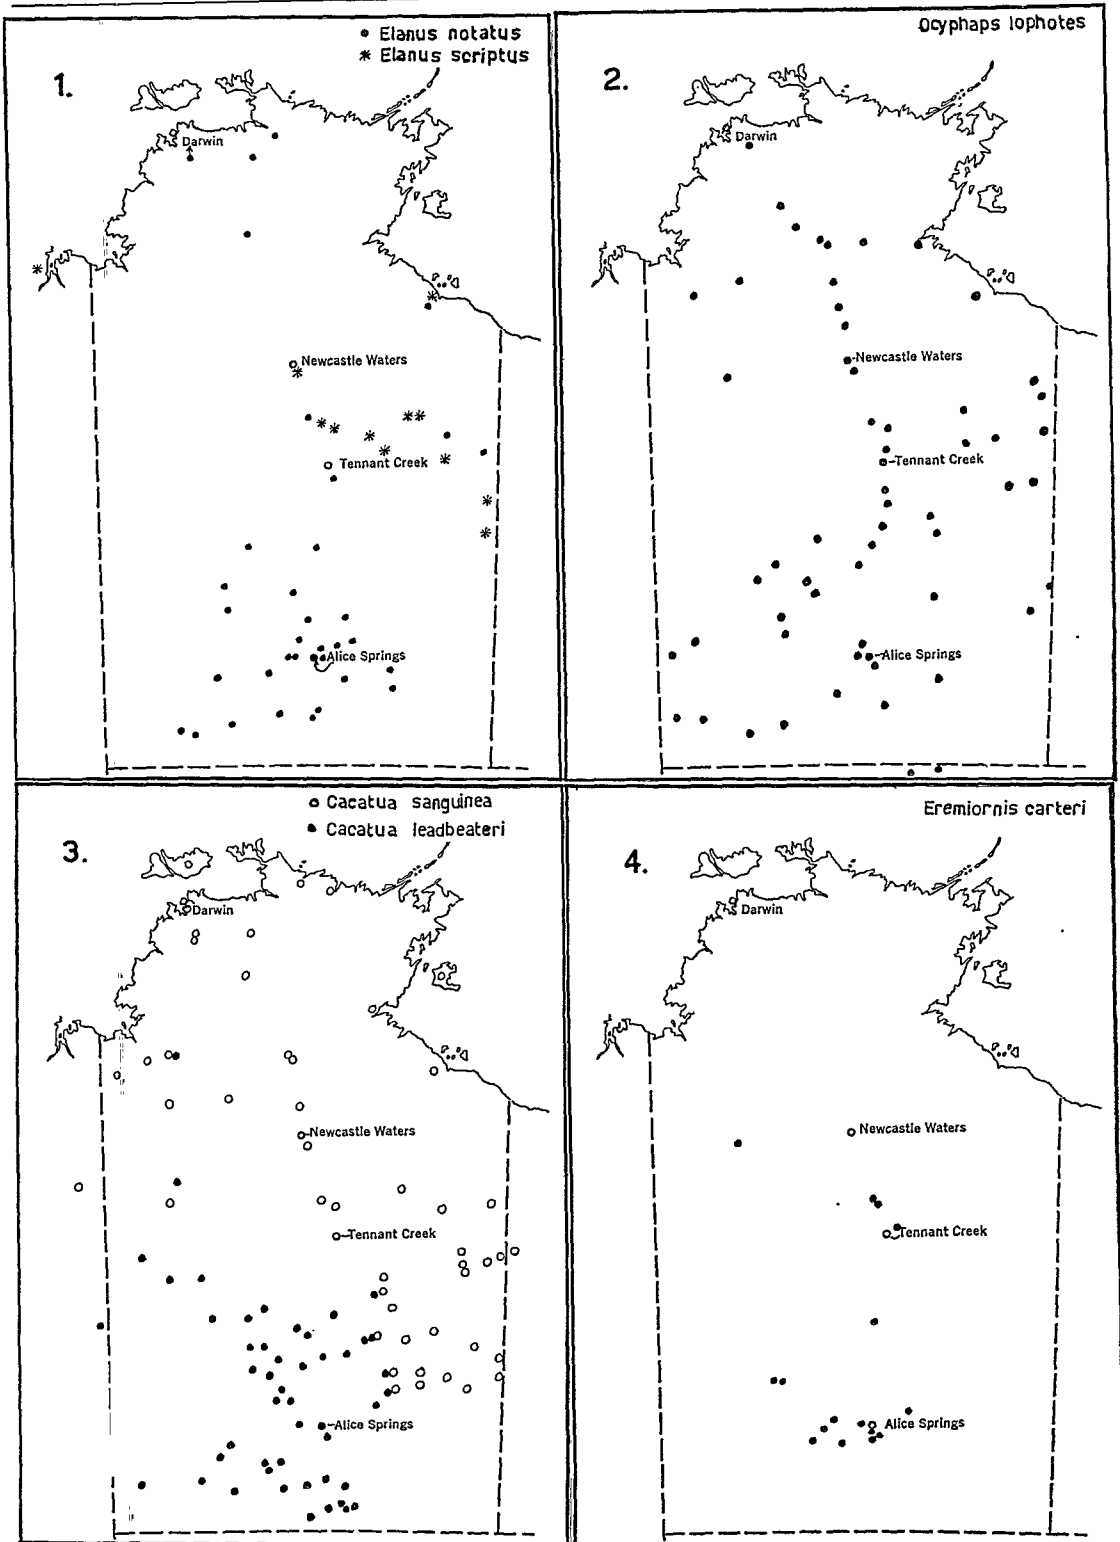 1.
Elanus notatus
Elanus scriptus
Darwin
Newcastle Waters
Tennant Creek
Alice Springs
2.
Ocyphaps lophotes
Darwin
Newcastle Waters
Tennant Creek
Alice Springs
3.
Cacatua sanguinea
Cacatua leadbeateri
Darwin
Newcastle Waters
Tennant Creek
Alice Springs
4.
Eremiornis carteri
Darwin
Newcastle Waters
Tennant Creek
Alice Springs